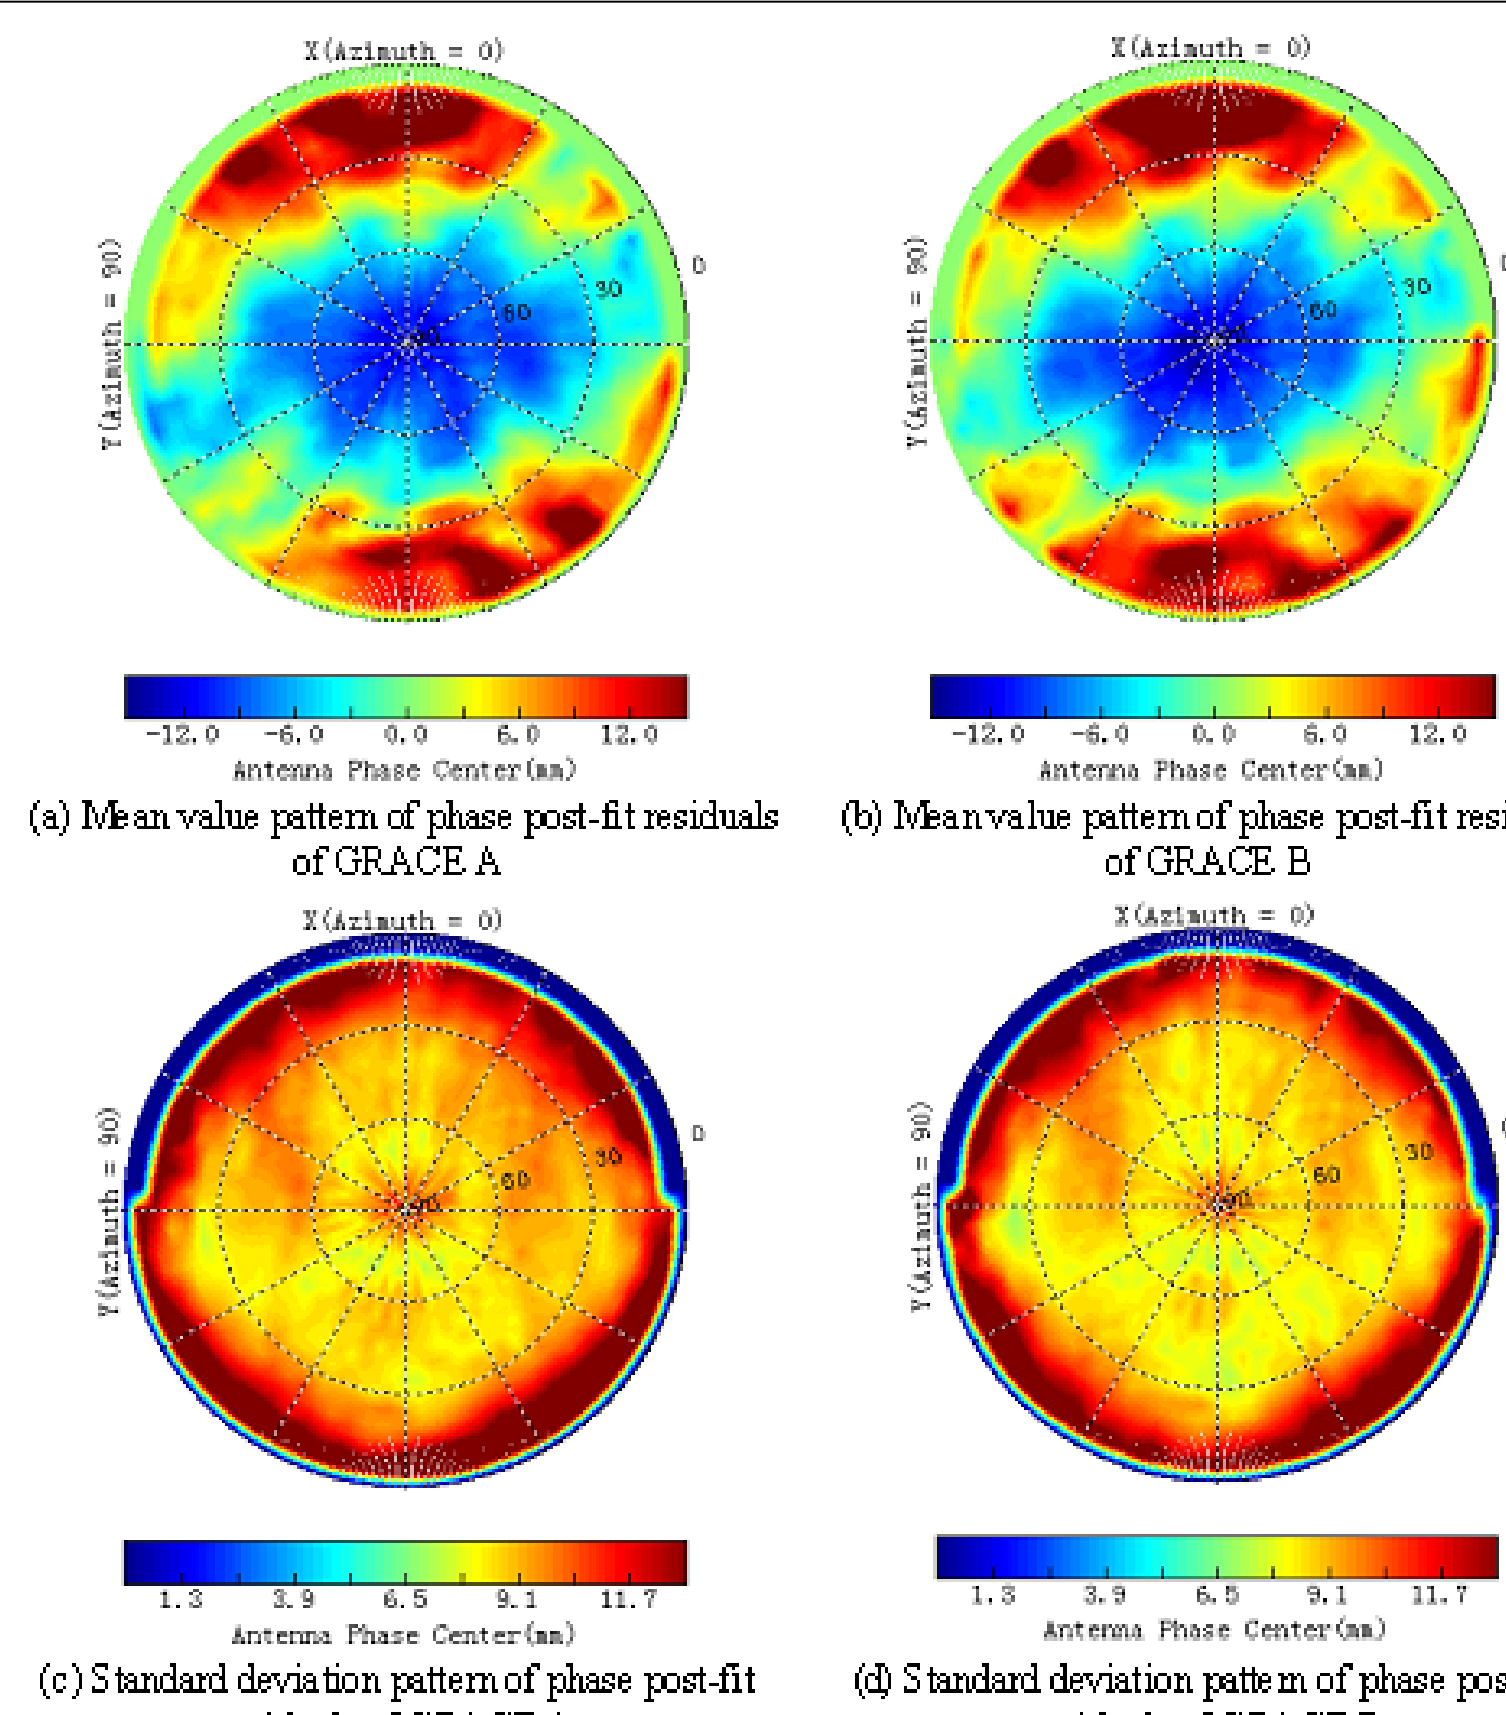 X(Azimuth = 0)
X(Azimuth = 0)
Y(Azimuth = 90)
0
30
60
90
Y(Azimuth = 90)
30
60
90
-12.0 -6.0 0.0 6.0 12.0
Antenna Phase Center(mm)
-12.0 -6.0 0.0 6.0 12.0
Antenna Phase Center(mm)
(a) Mean value pattern of phase post-fit residuals
of GRACE A
(b) Mean value pattern of phase post-fit resi
of GRACE B
X(Azimuth = 0)
X(Azimuth = 0)
Y(Azimuth = 90)
0
30
60
90
Y(Azimuth = 90)
30
60
90
1.3 3.9 6.5 9.1 11.7
Antenna Phase Center(mm)
1.3 3.9 6.5 9.1 11.7
Antenna Phase Center(mm)
(c) Standard deviation pattern of phase post-fit
(d) Standard deviation pattern of phase pos